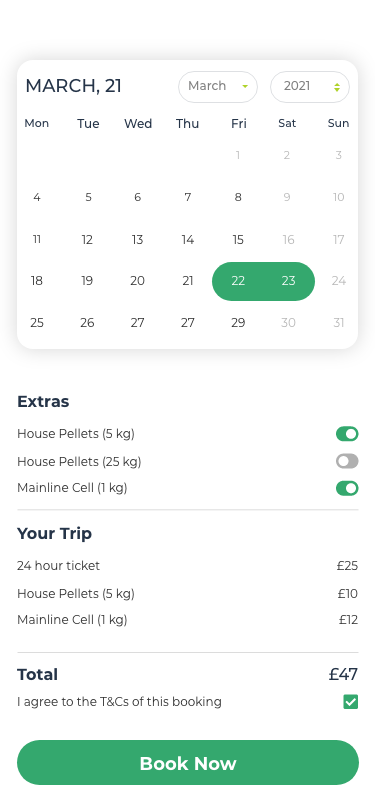 MARCH, 21 March 2021
Mon Tue Wed Thu Fri Sat Sun
1 2 3
4 5 6 7 8 9 10
11 12 13 14 15 16 17
18 19 20 21 22 23 24
25 26 27 27 29 30 31
Extras
House Pellets (5 kg)
House Pellets (25 kg)
Mainline Cell (1 kg)
Your Trip
24 hour ticket £25
House Pellets (5 kg) £10
Mainline Cell (1 kg) £12
Total £47
I agree to the T&Cs of this booking
Book Now